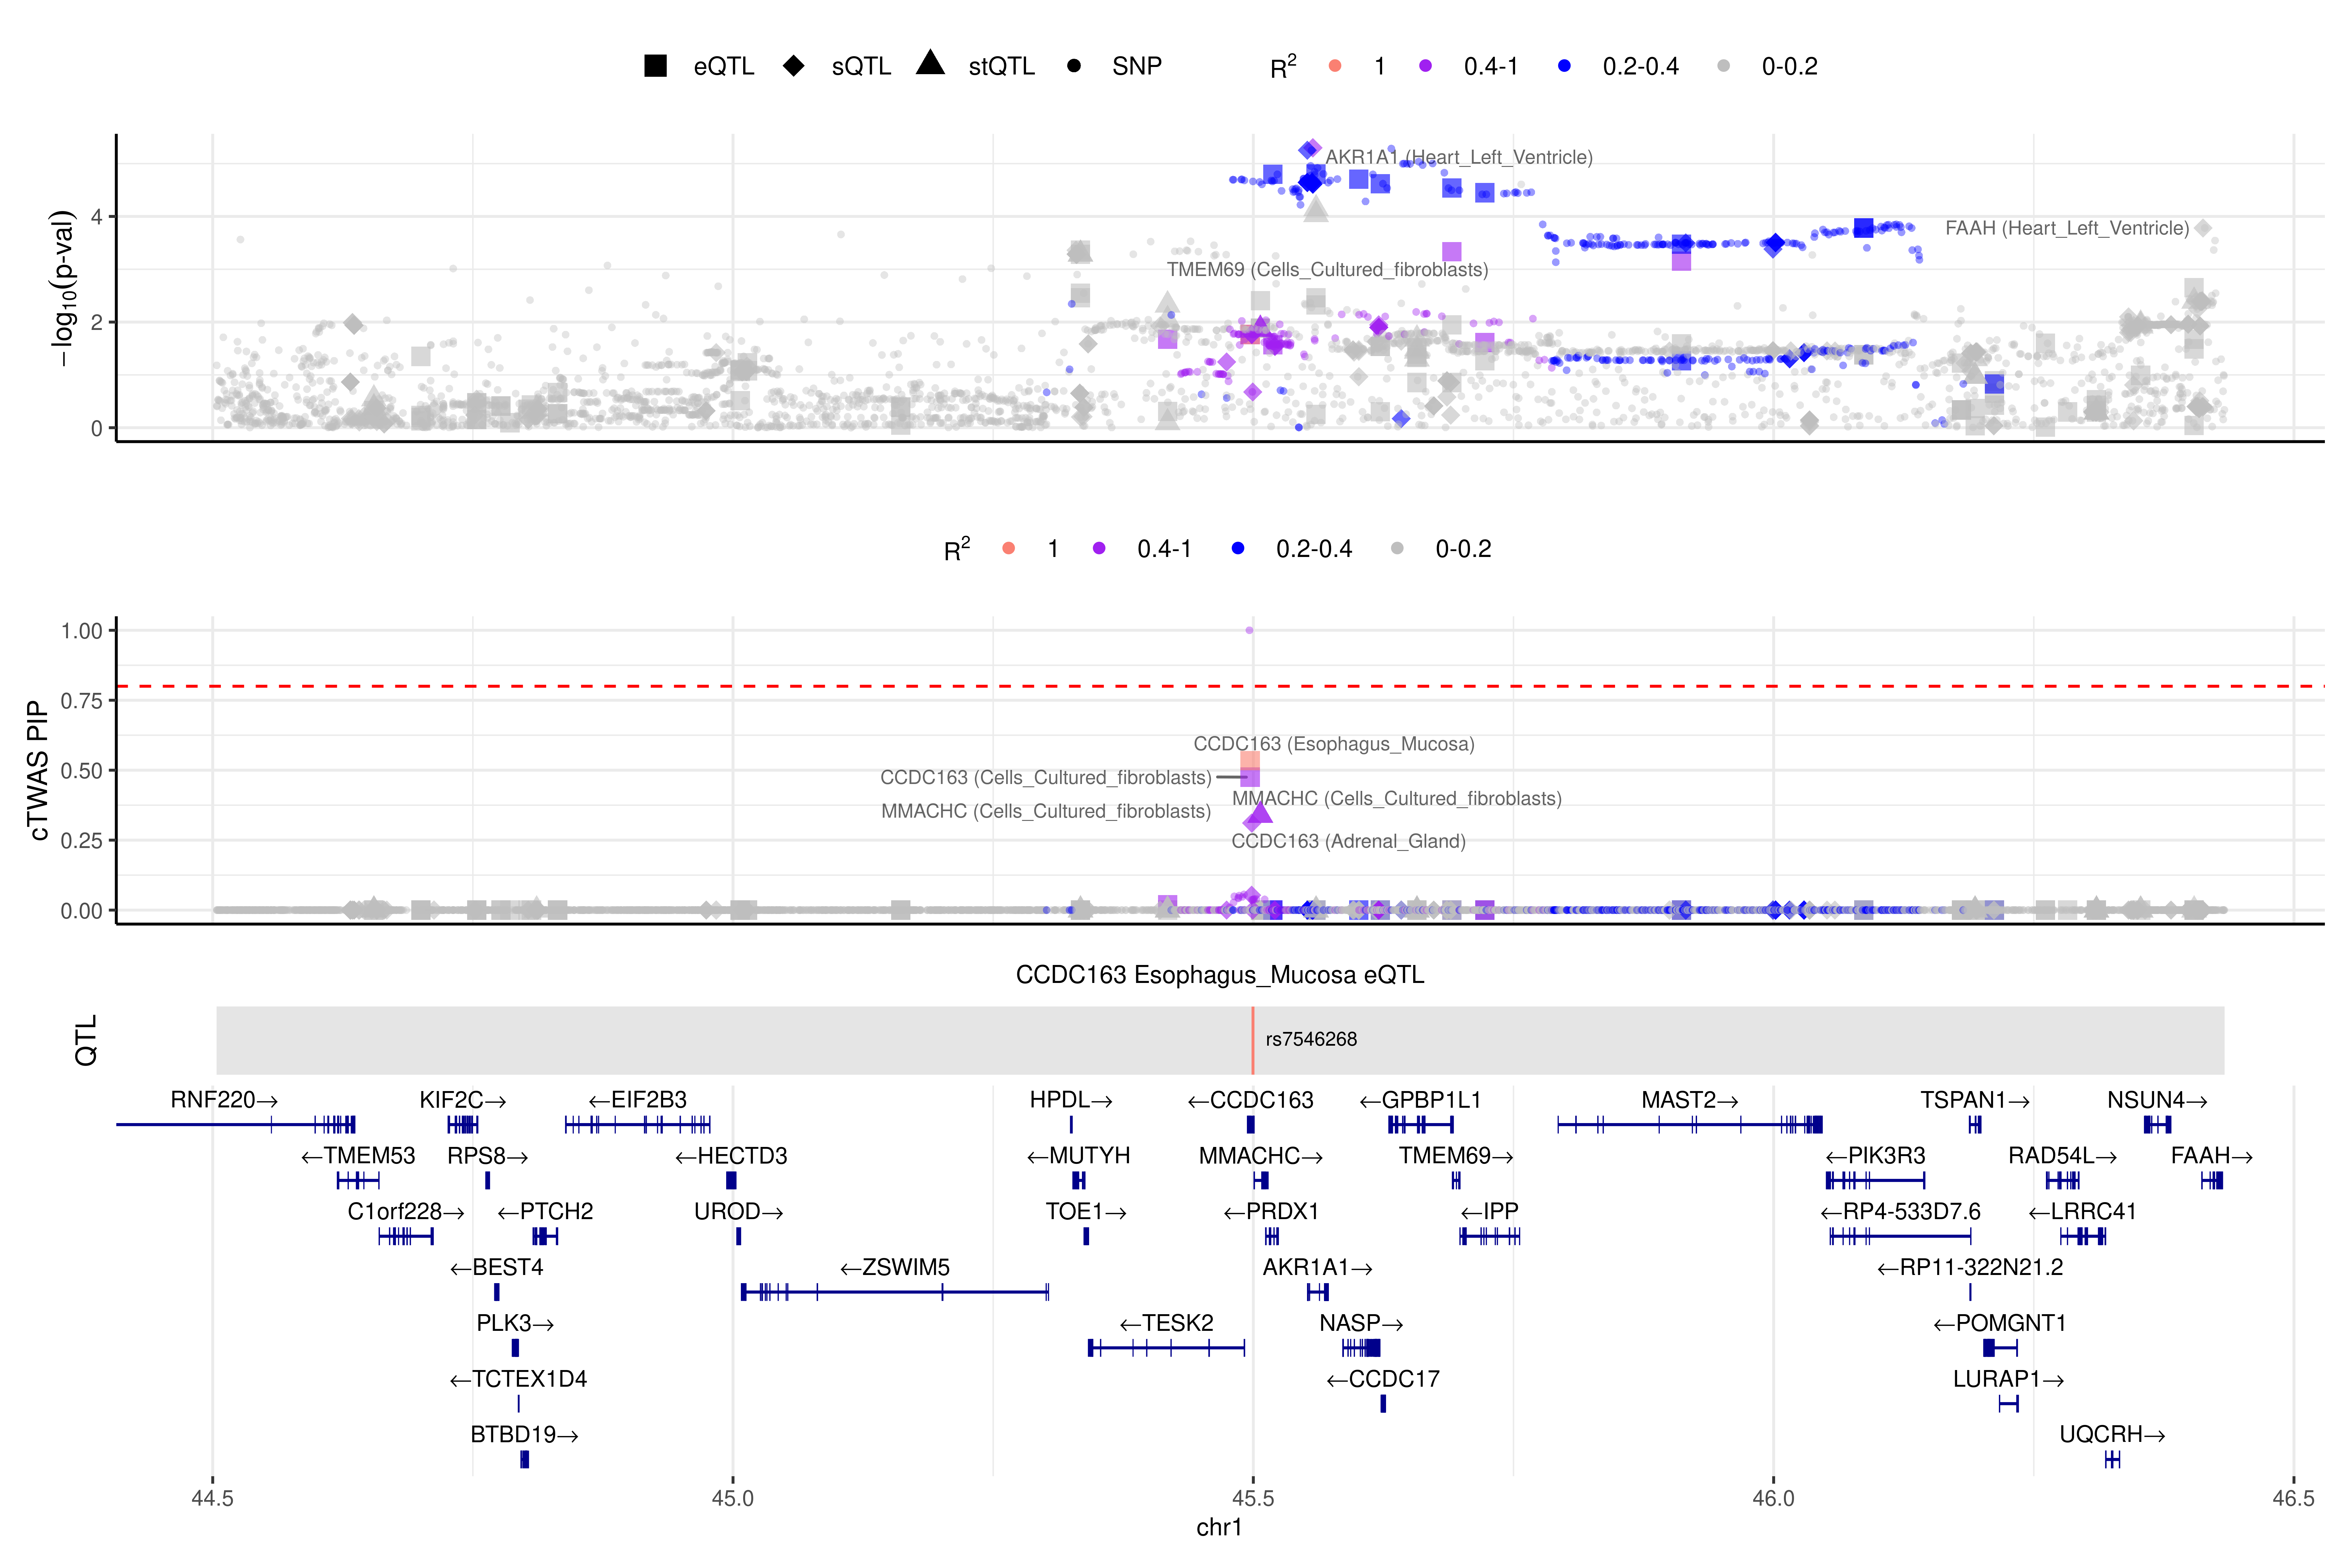 eQTL sQTL stQTL SNP R2 1 0.4-1 0.2-0.4 0-0.2
−log10(p-val)
4
2
0
AKR1A1 (Heart_Left_Ventricle)
FAAH (Heart_Left_Ventricle)
TMEM69 (Cells_Cultured_fibroblasts)
R2 1 0.4-1 0.2-0.4 0-0.2
cTWAS PIP
1.00
0.75
0.50
0.25
0.00
CCDC163 (Esophagus_Mucosa)
CCDC163 (Cells_Cultured_fibroblasts)
MMACHC (Cells_Cultured_fibroblasts)
MMACHC (Cells_Cultured_fibroblasts)
CCDC163 (Adrenal_Gland)
CCDC163 Esophagus_Mucosa eQTL
QTL
rs7546268
RNF220→ KIF2C→ ←EIF2B3 HPDL→ ←CCDC163 ←GPBP1L1 MAST2→ TSPAN1→ NSUN4→
←TMEM53 RPS8→ ←HECTD3 ←MUTYH MMACHC→ TMEM69→ ←PIK3R3 RAD54L→ FAAH→
C1orf228→ ←PTCH2 UROD→ TOE1→ ←PRDX1 ←IPP ←RP4-533D7.6 ←LRRC41
←BEST4 ←ZSWIM5 AKR1A1→ ←RP11-322N21.2
PLK3→ ←TESK2 NASP→ ←POMGNT1
←TCTEX1D4 ←CCDC17 LURAP1→
BTBD19→ UQCRH→
44.5 45.0 45.5 46.0 46.5
chr1